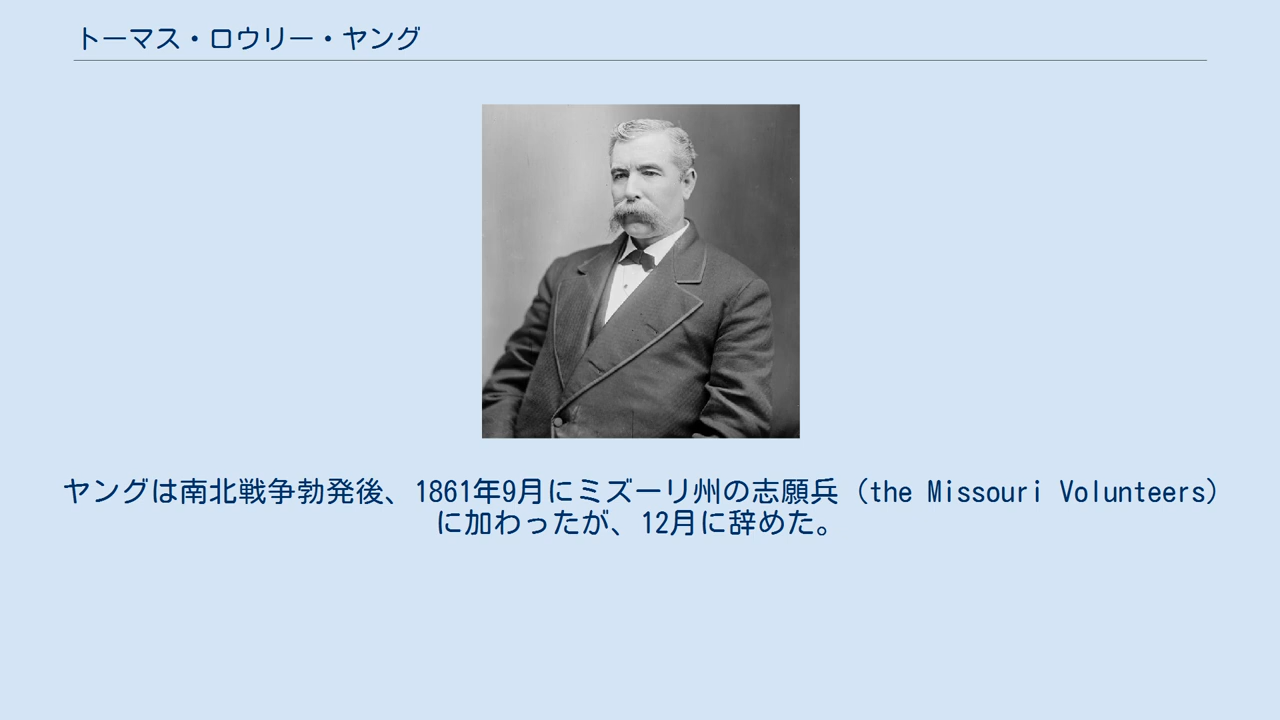 トーマス・ロウリー・ヤング
ヤングは南北戦争勃発後、1861年9月にミズーリ州の志願兵（the Missouri Volunteers）
に加わったが、12月に辞めた。